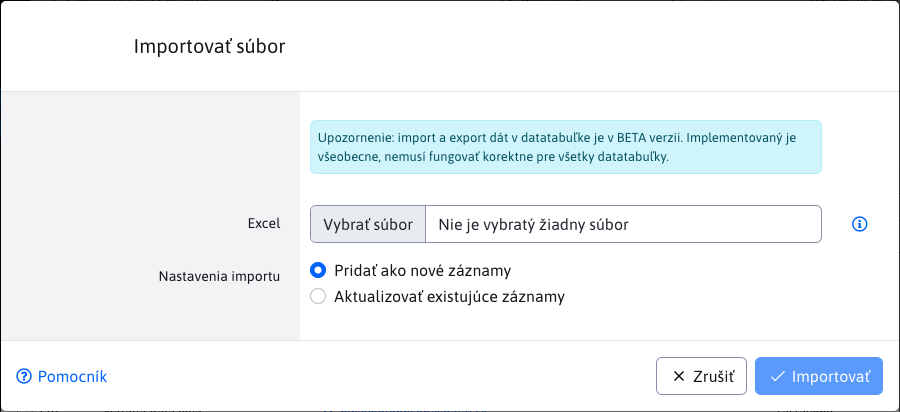 Importovať súbor
Upozornenie: import a export dát v datatabuľke je v BETA verzii. Implementovaný je
všeobecne, nemusí fungovať korektne pre všetky datatabuľky.
Excel
Vybrať súbor
Nie je vybratý žiadny súbor
Nastavenia importu
Pridať ako nové záznamy
Aktualizovať existujúce záznamy
Pomocník
Zrušiť
Importovať